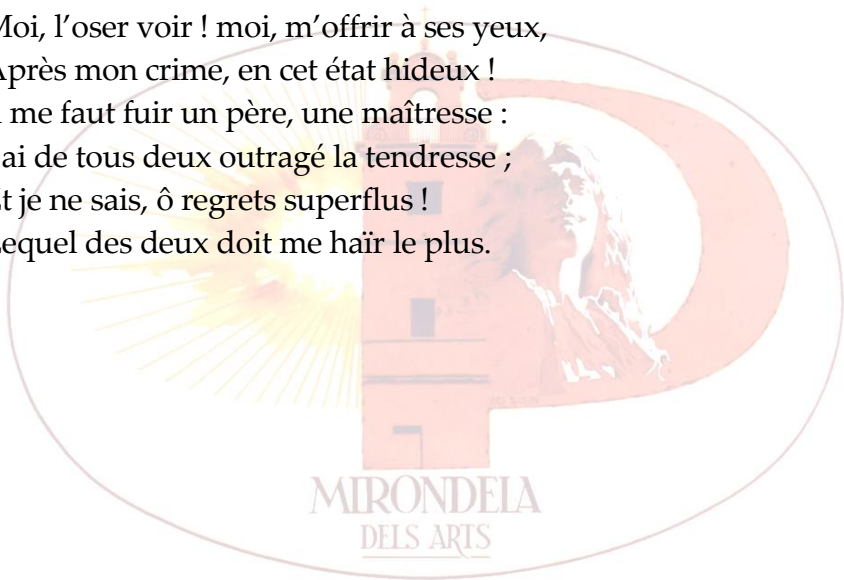 Moi, l’oser voir ! moi, m’offrir à ses yeux,
Après mon crime, en cet état hideux !
me faut fuir un père, une maîtresse :
ai de tous deux outragé la tendresse ;
Et je ne sais, ô regrets superflus !
Lequel des deux doit me haïr le plus.
MIRONDELA
DELS ARTS